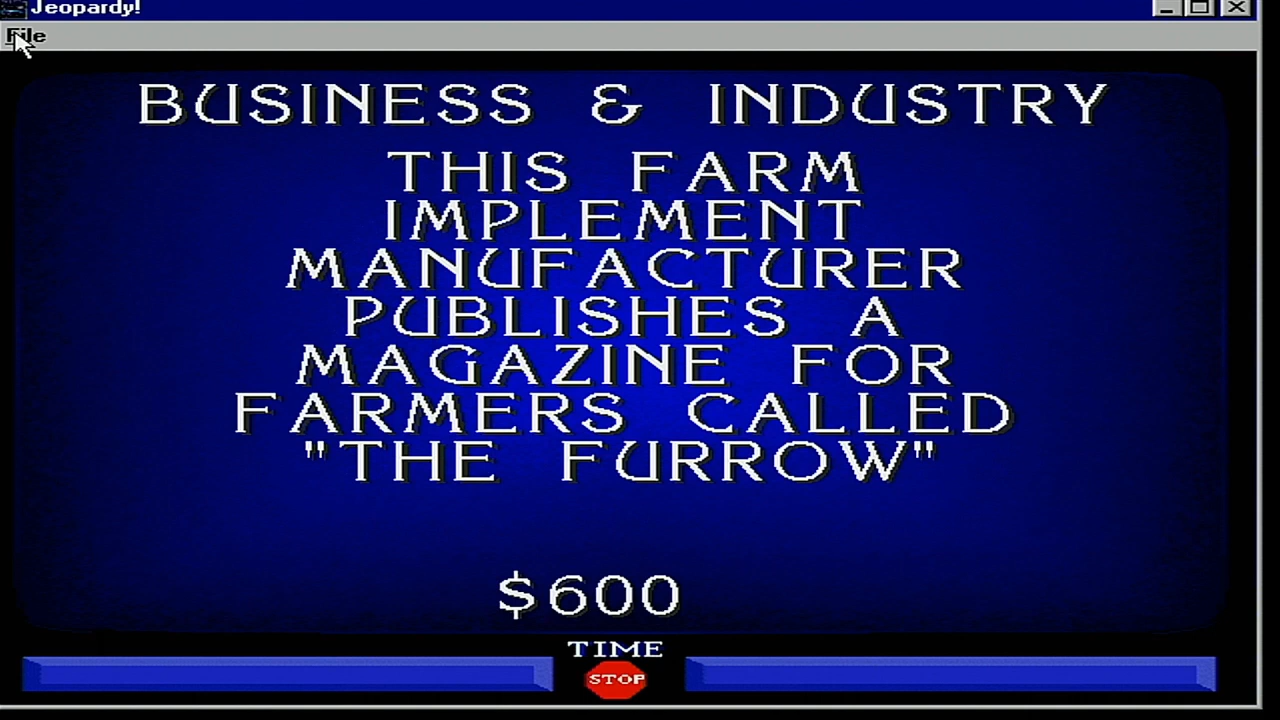 Jeopardy!
File
BUSINESS & INDUSTRY
THIS FARM
IMPLEMENT
MANUFACTURER
PUBLISHES A
MAGAZINE FOR
FARMERS CALLED
"THE FURROW"
$600
TIME
STOP